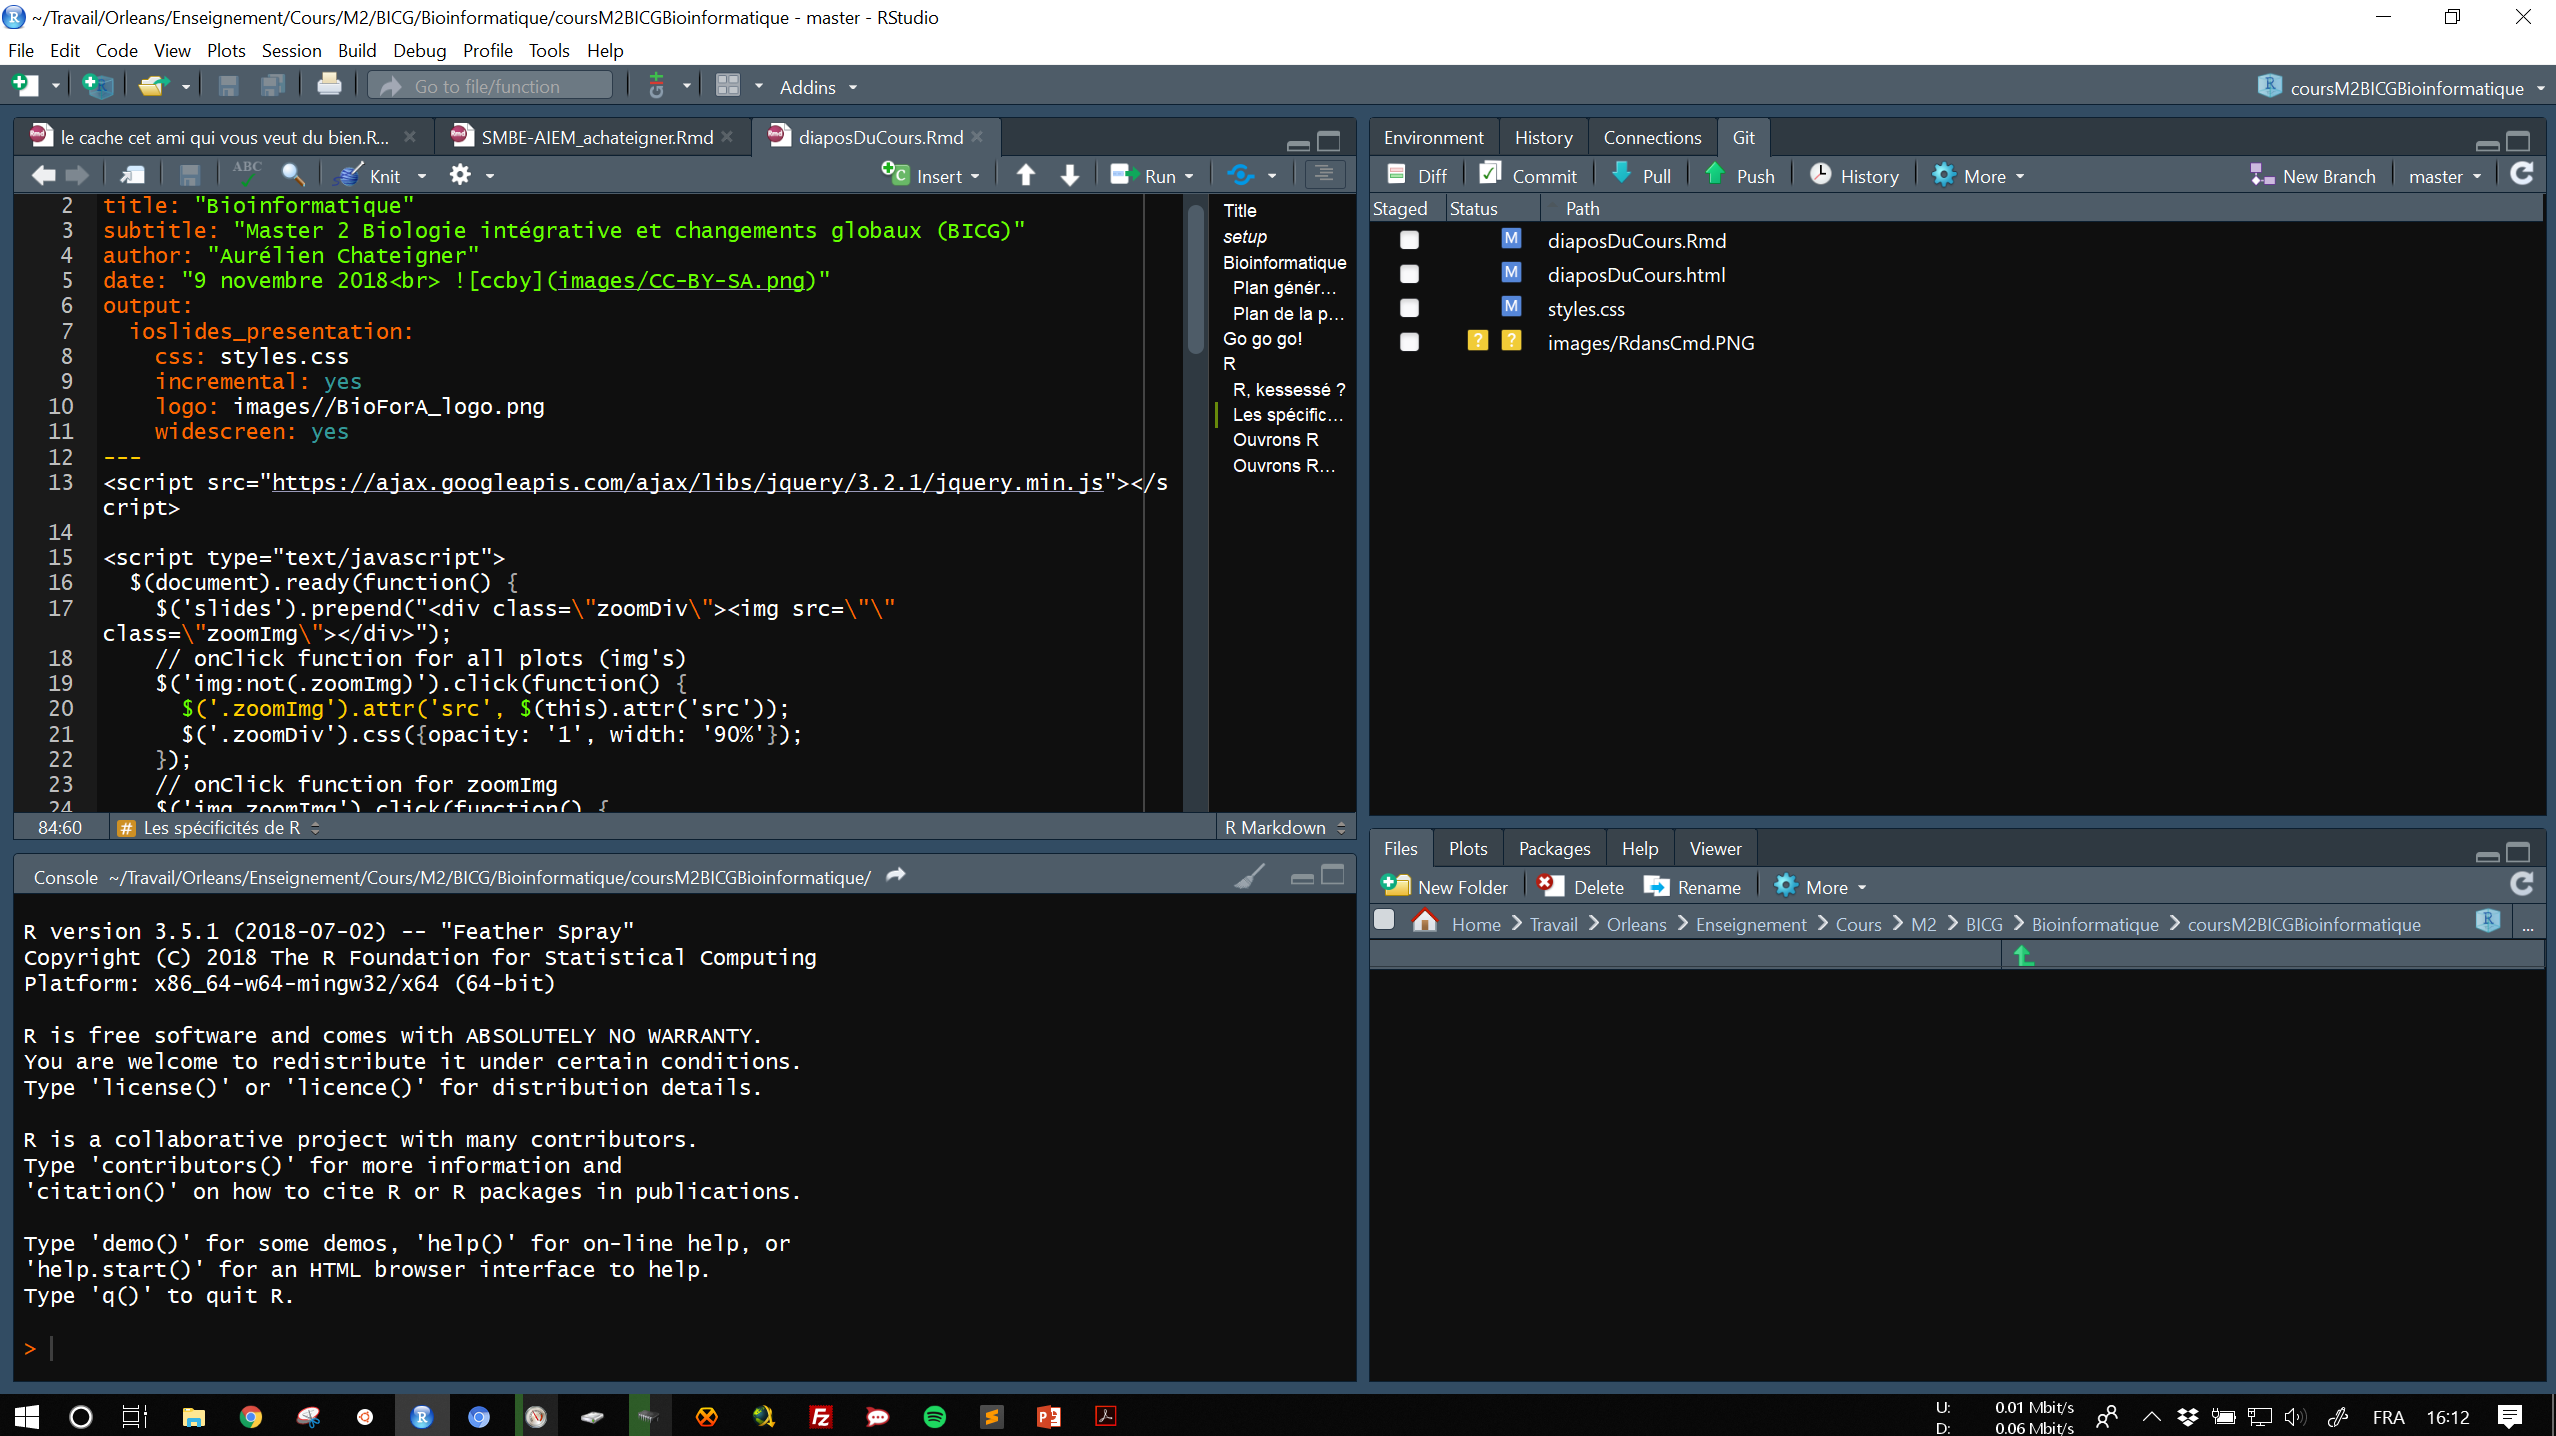 ~/Travail/Orleans/Enseignement/Cours/M2/BICG/Bioinformatique/coursM2BICGBioinformatique - master - RStudio
File Edit Code View Plots Session Build Debug Profile Tools Help
Go to file/function
Addins
coursM2BICGBioinformatique
le cache cet ami qui vous veut du bien.R...
SMBE-AIEM_achateigner.Rmd
diaposDuCours.Rmd
ABC
Knit
Insert
Run
2 title: "Bioinformatique"
3 subtitle: "Master 2 Biologie intégrative et changements globaux (BICG)"
4 author: "Aurélien Chateigner"
5 date: "9 novembre 2018<br> ![ccby](images/CC-BY-SA.png)"
6 output:
7 ioslides_presentation:
8 css: styles.css
9 incremental: yes
10 logo: images//BioForA_logo.png
11 widescreen: yes
12 ---
13 <script src="https://ajax.googleapis.com/ajax/libs/jquery/3.2.1/jquery.min.js"></s
cript>
14
15 <script type="text/javascript">
16 $(document).ready(function() {
17 $('slides').prepend("<div class=\"zoomDiv\"><img src=\"\"
class=\"zoomImg\"></div>");
18 // onClick function for all plots (img's)
19 $('img:not(.zoomImg)').click(function() {
20 $('.zoomImg').attr('src', $(this).attr('src'));
21 $('.zoomDiv').css({opacity: '1', width: '90%'});
22 });
23 // onClick function for zoomImg
24 $('img.zoomImg').click(function() {
Title
setup
Bioinformatique
Plan génér...
Plan de la p...
Go go go!
R
R, kessessé ?
Les spécific...
Ouvrons R
Ouvrons R...
84:60
# Les spécificités de R
R Markdown
Console ~/Travail/Orleans/Enseignement/Cours/M2/BICG/Bioinformatique/coursM2BICGBioinformatique/
R version 3.5.1 (2018-07-02) -- "Feather Spray"
Copyright (C) 2018 The R Foundation for Statistical Computing
Platform: x86_64-w64-mingw32/x64 (64-bit)
R is free software and comes with ABSOLUTELY NO WARRANTY.
You are welcome to redistribute it under certain conditions.
Type 'license()' or 'licence()' for distribution details.
R is a collaborative project with many contributors.
Type 'contributors()' for more information and
'citation()' on how to cite R or R packages in publications.
Type 'demo()' for some demos, 'help()' for on-line help, or
'help.start()' for an HTML browser interface to help.
Type 'q()' to quit R.
>
Environment History Connections Git
Diff Commit Pull Push History More New Branch master
Staged Status Path
M diaposDuCours.Rmd
M diaposDuCours.html
M styles.css
? ? images/RdansCmd.PNG
Files Plots Packages Help Viewer
New Folder Delete Rename More
Home > Travail > Orleans > Enseignement > Cours > M2 > BICG > Bioinformatique > coursM2BICGBioinformatique
...
U: 0.01 Mbit/s
D: 0.06 Mbit/s
FRA 16:12